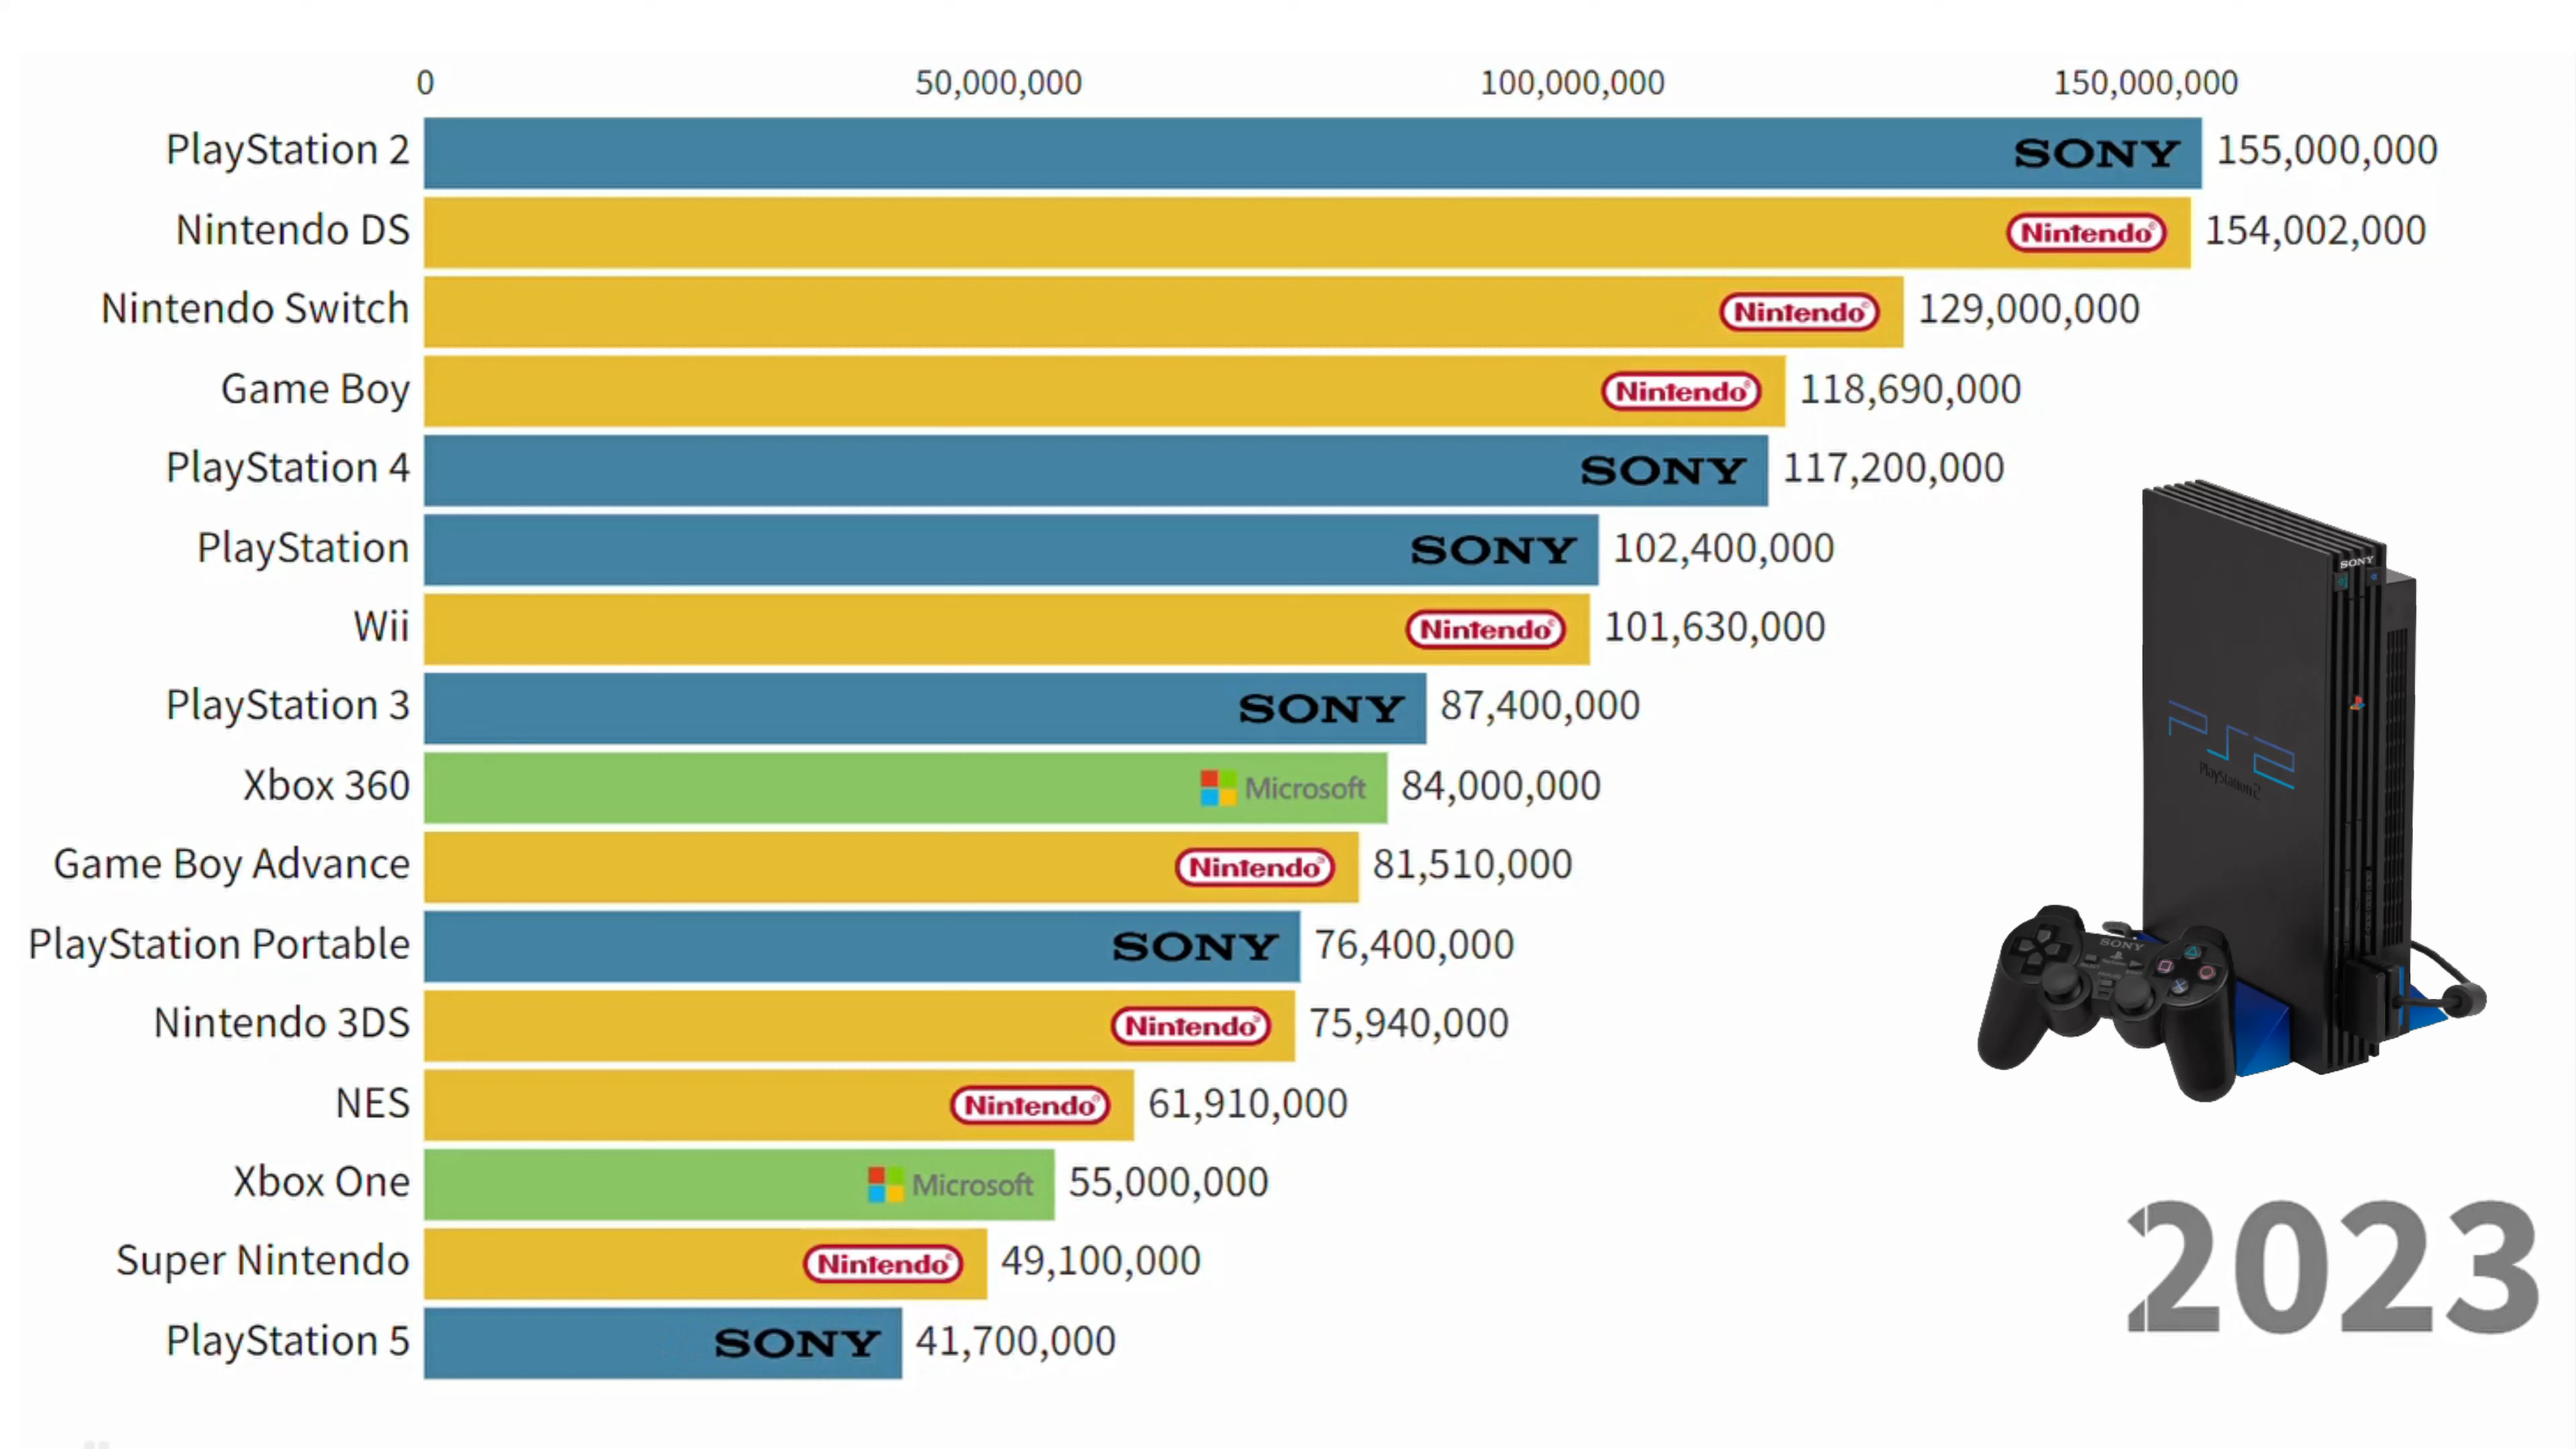 0 50,000,000 100,000,000 150,000,000
PlayStation 2 SONY 155,000,000
Nintendo DS Nintendo® 154,002,000
Nintendo Switch Nintendo® 129,000,000
Game Boy Nintendo® 118,690,000
PlayStation 4 SONY 117,200,000
PlayStation SONY 102,400,000
Wii Nintendo® 101,630,000
PlayStation 3 SONY 87,400,000
Xbox 360 Microsoft 84,000,000
Game Boy Advance Nintendo® 81,510,000
PlayStation Portable SONY 76,400,000
Nintendo 3DS Nintendo® 75,940,000
NES Nintendo® 61,910,000
Xbox One Microsoft 55,000,000
Super Nintendo Nintendo® 49,100,000
PlayStation 5 SONY 41,700,000
SONY
PS2
PlayStation 2
SONY
2023